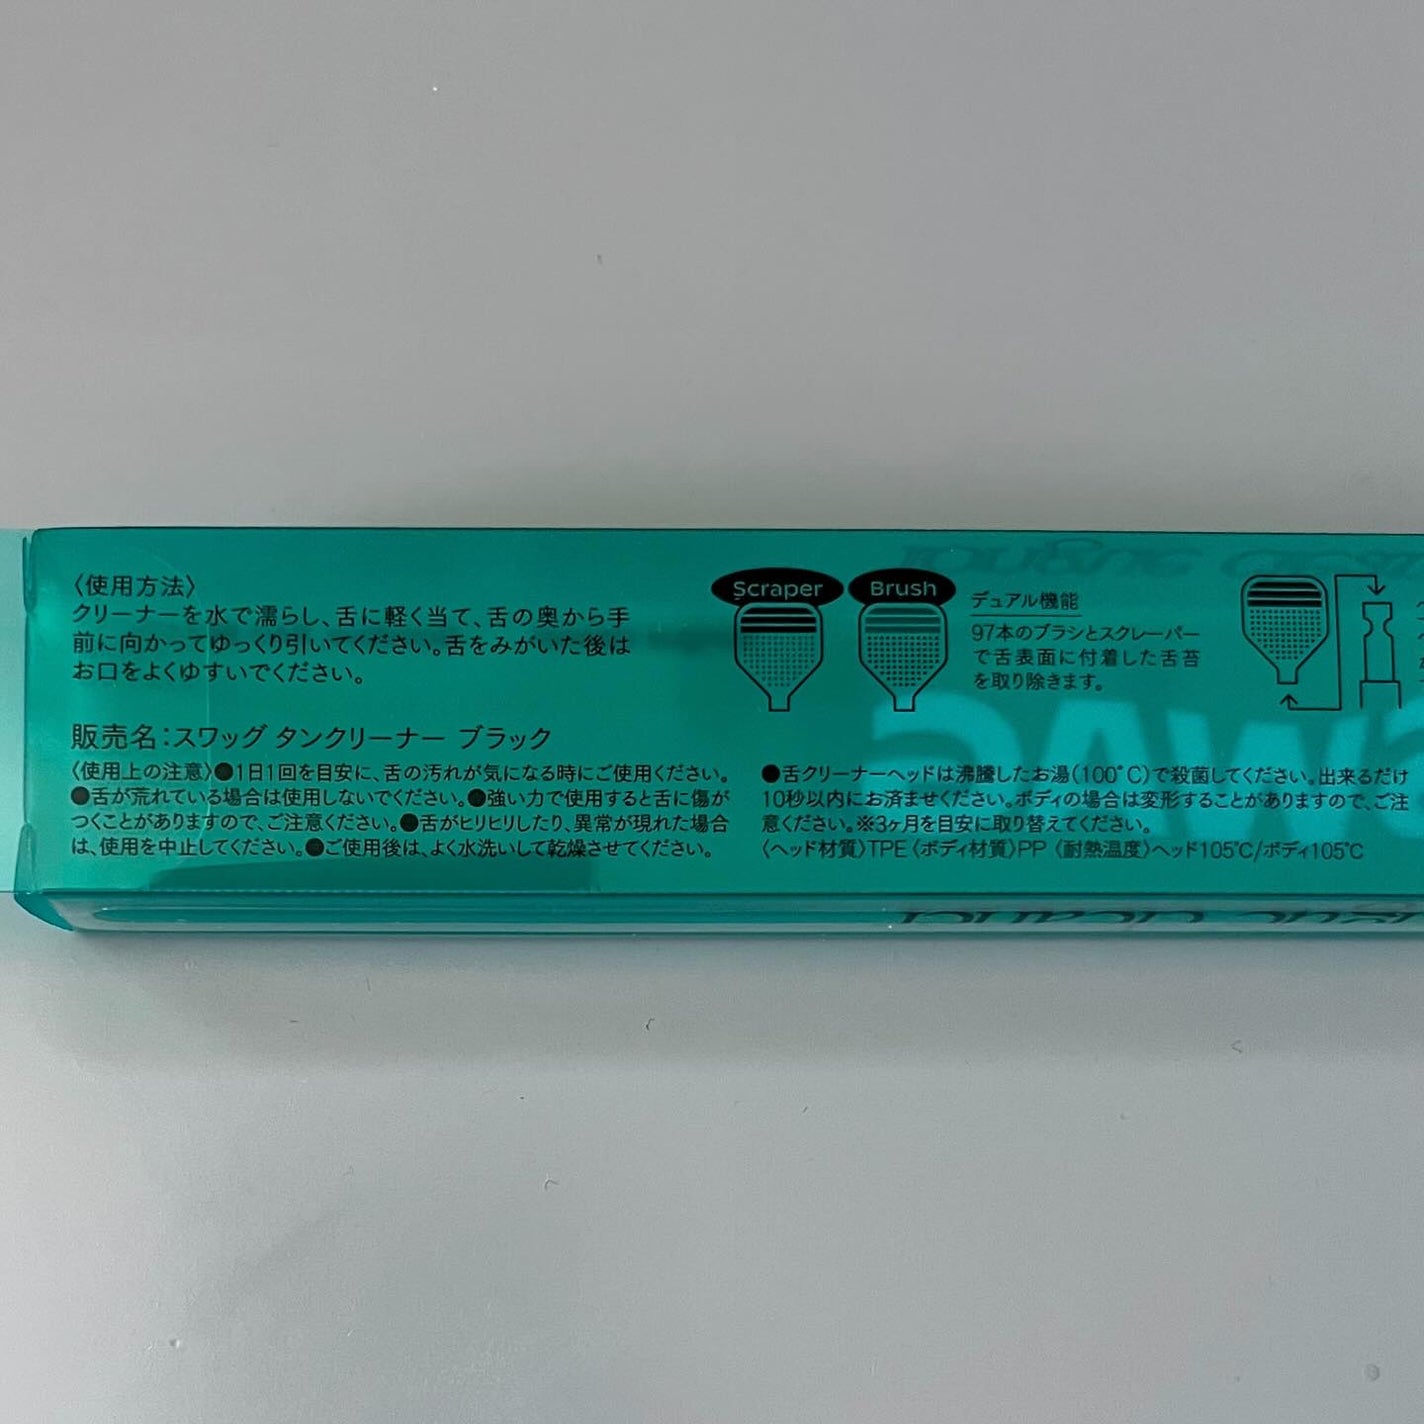 〈使用方法〉
クリーナーを水で濡らし、舌に軽く当て、舌の奥から手
前に向かってゆっくり引いてください。舌をみがいた後は
お口をよくゆすいでください。
Scraper
Brush
デュアル機能
97本のブラシとスクレーパー
で舌表面に付着した舌苔
を取り除きます。
販売名：スワッグ タンクリーナー ブラック
〈使用上の注意〉●1日1回を目安に、舌の汚れが気になる時にご使用ください。
●舌が荒れている場合は使用しないでください。●強い力で使用すると舌に傷が
つくことがありますので、ご注意ください。●舌がヒリヒリしたり、異常が現れた場合
は、使用を中止してください。●ご使用後は、よく水洗いして乾燥させてください。
●舌クリーナーヘッドは沸騰したお湯（100°C）で殺菌してください。出来るだけ
10秒以内にお済ませください。ボディの場合は変形することがありますので、ご注
意ください。※3ヶ月を目安に取り替えてください。
〈ヘッド材質〉TPE〈ボディ材質〉PP〈耐熱温度〉ヘッド105℃/ボディ105℃